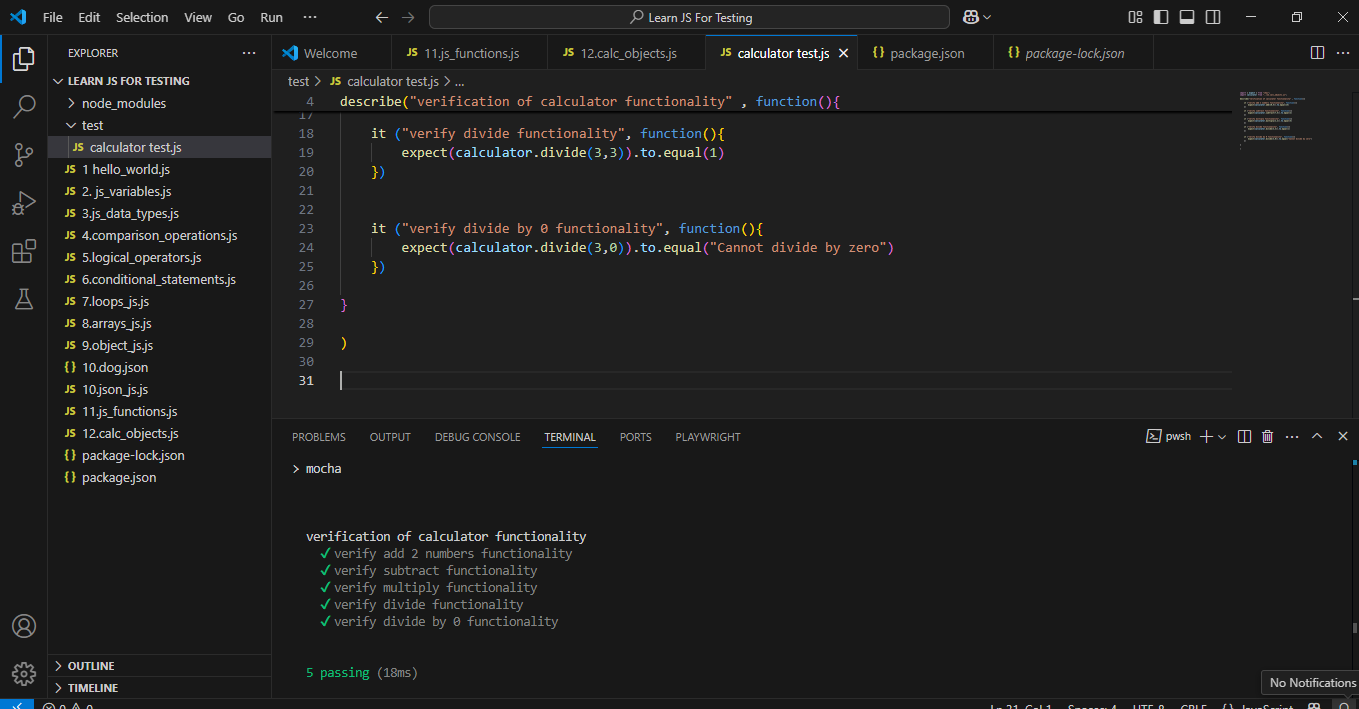 File Edit Selection View Go Run ··· Learn JS For Testing
EXPLORER ···
LEARN JS FOR TESTING
node_modules
test
JS calculator test.js
JS 1 hello_world.js
JS 2. js_variables.js
JS 3.js_data_types.js
JS 4.comparison_operations.js
JS 5.logical_operators.js
JS 6.conditional_statements.js
JS 7.loops_js.js
JS 8.arrays_js.js
JS 9.object_js.js
{} 10.dog.json
JS 10.json_js.js
JS 11.js_functions.js
JS 12.calc_objects.js
{} package-lock.json
{} package.json
OUTLINE
TIMELINE
Welcome JS 11.js_functions.js JS 12.calc_objects.js JS calculator test.js {} package.json {} package-lock.json
test > JS calculator test.js > ...
4 describe("verification of calculator functionality" , function(){
17
18 it ("verify divide functionality", function(){
19 expect(calculator.divide(3,3)).to.equal(1)
20 })
21
22
23 it ("verify divide by 0 functionality", function(){
24 expect(calculator.divide(3,0)).to.equal("Cannot divide by zero")
25 })
26
27 }
28
29 )
30
31
PROBLEMS OUTPUT DEBUG CONSOLE TERMINAL PORTS PLAYWRIGHT pwsh
> mocha
verification of calculator functionality
✓ verify add 2 numbers functionality
✓ verify subtract functionality
✓ verify multiply functionality
✓ verify divide functionality
✓ verify divide by 0 functionality
5 passing (18ms)
No Notifications
0 0 Ln 31, Col 1 Spaces: 4 UTF-8 CRLF {} JavaScript